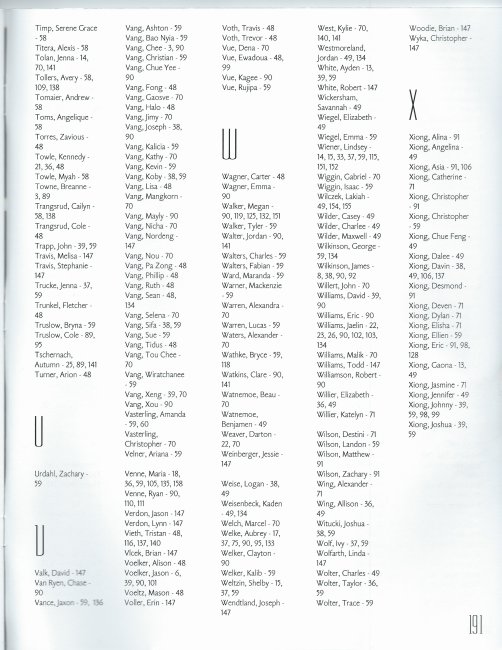 Timp, Serene Grace
- 58
Titera, Alexis - 58
Tolan, Jenna - 14,
70, 141
Tollers, Avery - 58,
109, 138
Tomaier, Andrew -
58
Toms, Angelique -
58
Torres, Zavious -
48
Towle, Kennedy -
21, 36, 48
Towle, Myah - 58
Towne, Breanne -
3, 89
Trangsrud, Cailyn -
58, 138
Trangsrud, Cole -
48
Trapp, John - 39, 59
Travis, Melisa - 147
Travis, Stephanie -
147
Trucke, Jenna - 37,
59
Trunkel, Fletcher -
48
Truslow, Bryna - 59
Truslow, Cole - 89,
95
Tschernach,
Autumn - 25, 89, 141
Turner, Arion - 48
U
Urdahl, Zachary -
59
U
Valk, David - 147
Van Ryen, Chase -
90
Vance, Jaxon - 59, 136
Vang, Ashton - 59
Vang, Bao Nyia - 59
Vang, Chee - 3, 90
Vang, Christian - 59
Vang, Chue Yee -
90
Vang, Fong - 48
Vang, Gaosve - 70
Vang, Halo - 48
Vang, Jimy - 70
Vang, Joseph - 38,
90
Vang, Kalicia - 59
Vang, Kathy - 70
Vang, Kevin - 59
Vang, Koby - 38, 59
Vang, Lisa - 48
Vang, Mangkorn -
70
Vang, Mayly - 90
Vang, Nicha - 70
Vang, Nordeng -
147
Vang, Nou - 70
Vang, Pa Zong - 48
Vang, Phillip - 48
Vang, Ruth - 48
Vang, Sean - 48,
134
Vang, Selena - 70
Vang, Sifa - 38, 59
Vang, Sue - 59
Vang, Tidus - 48
Vang, Tou Chee -
70
Vang, Wiratchanee
- 59
Vang, Xeng - 39, 70
Vang, Xou - 90
Vasterling, Amanda
- 59, 60
Vasterling,
Christopher - 70
Velner, Ariana - 59
Venne, Maria - 18,
36, 59, 105, 135, 158
Venne, Ryan - 90,
110, 111
Verdon, Jason - 147
Verdon, Lynn - 147
Vieth, Tristan - 48,
116, 137, 140
Vlcek, Brian - 147
Voelker, Alison - 48
Voelker, Jason - 6,
39, 90, 101
Voeltz, Mason - 48
Voller, Erin - 147
Voth, Travis - 48
Voth, Trevor - 48
Vue, Dena - 70
Vue, Ewadoua - 48,
99
Vue, Kagee - 90
Vue, Rujipa - 59
W
Wagner, Carter - 48
Wagner, Emma -
90
Walker, Megan -
90, 119, 125, 132, 151
Walker, Tyler - 59
Walter, Jordan - 90,
141
Walters, Charles - 59
Walters, Fabian - 59
Ward, Maranda - 59
Warner, Mackenzie
- 59
Warren, Alexandra -
70
Warren, Lucas - 59
Waters, Alexander -
70
Wathke, Bryce - 59,
118
Watkins, Clare - 90,
141
Watnemoe, Beau -
70
Watnemoe,
Benjamen - 49
Weaver, Darton -
22, 70
Weinberger, Jessie -
147
Weise, Logan - 38,
49
Weisenbeck, Kaden
- 49, 134
Welch, Marcel - 70
Welke, Aubrey - 17,
37, 75, 90, 95, 133
Welker, Clayton -
90
Welker, Kalib - 59
Weltzin, Shelby - 15,
37, 59
Wendtland, Joseph -
147
West, Kylie - 70,
140, 141
Westmoreland,
Jordan - 49, 134
White, Ayden - 13,
39, 59
White, Robert - 147
Wickersham,
Savannah - 49
Wiegel, Elizabeth -
49
Wiegel, Emma - 59
Wiener, Lindsey -
14, 15, 33, 37, 59, 115,
151, 152
Wiggin, Gabriel - 70
Wiggin, Isaac - 59
Wilczek, Lakiah -
49, 154, 155
Wilder, Casey - 49
Wilder, Charlee - 49
Wilder, Maxwell - 49
Wilkinson, George -
59, 134
Wilkinson, James -
8, 38, 90, 92
Willert, John - 70
Williams, David - 39,
90
Williams, Eric - 90
Williams, Jaelin - 22,
23, 26, 90, 102, 103,
134
Williams, Malik - 70
Williams, Todd - 147
Williamson, Robert -
90
Willier, Elizabeth -
36, 49
Willier, Katelyn - 71
Wilson, Destini - 71
Wilson, Landon - 59
Wilson, Matthew -
91
Wilson, Zachary - 91
Wing, Alexander -
71
Wing, Allison - 36,
49
Witucki, Joshua -
38, 59
Wolf, Ivy - 37, 59
Wolfarth, Linda -
147
Wolter, Charles - 49
Wolter, Taylor - 36,
59
Wolter, Trace - 59
Woodie, Brian - 147
Wyka, Christopher -
147
X
Xiong, Alina - 91
Xiong, Angelina -
49
Xiong, Asia - 91, 106
Xiong, Catherine -
71
Xiong, Christopher
- 91
Xiong, Christopher
- 59
Xiong, Chue Feng -
49
Xiong, Dalee - 49
Xiong, Davin - 38,
49, 106, 137
Xiong, Desmond -
91
Xiong, Deven - 71
Xiong, Dylan - 71
Xiong, Elisha - 71
Xiong, Ellien - 59
Xiong, Eric - 91, 98,
128
Xiong, Gaona - 13,
49
Xiong, Jasmine - 71
Xiong, Jennifer - 49
Xiong, Johnny - 39,
59, 98, 99
Xiong, Joshua - 39,
59
191